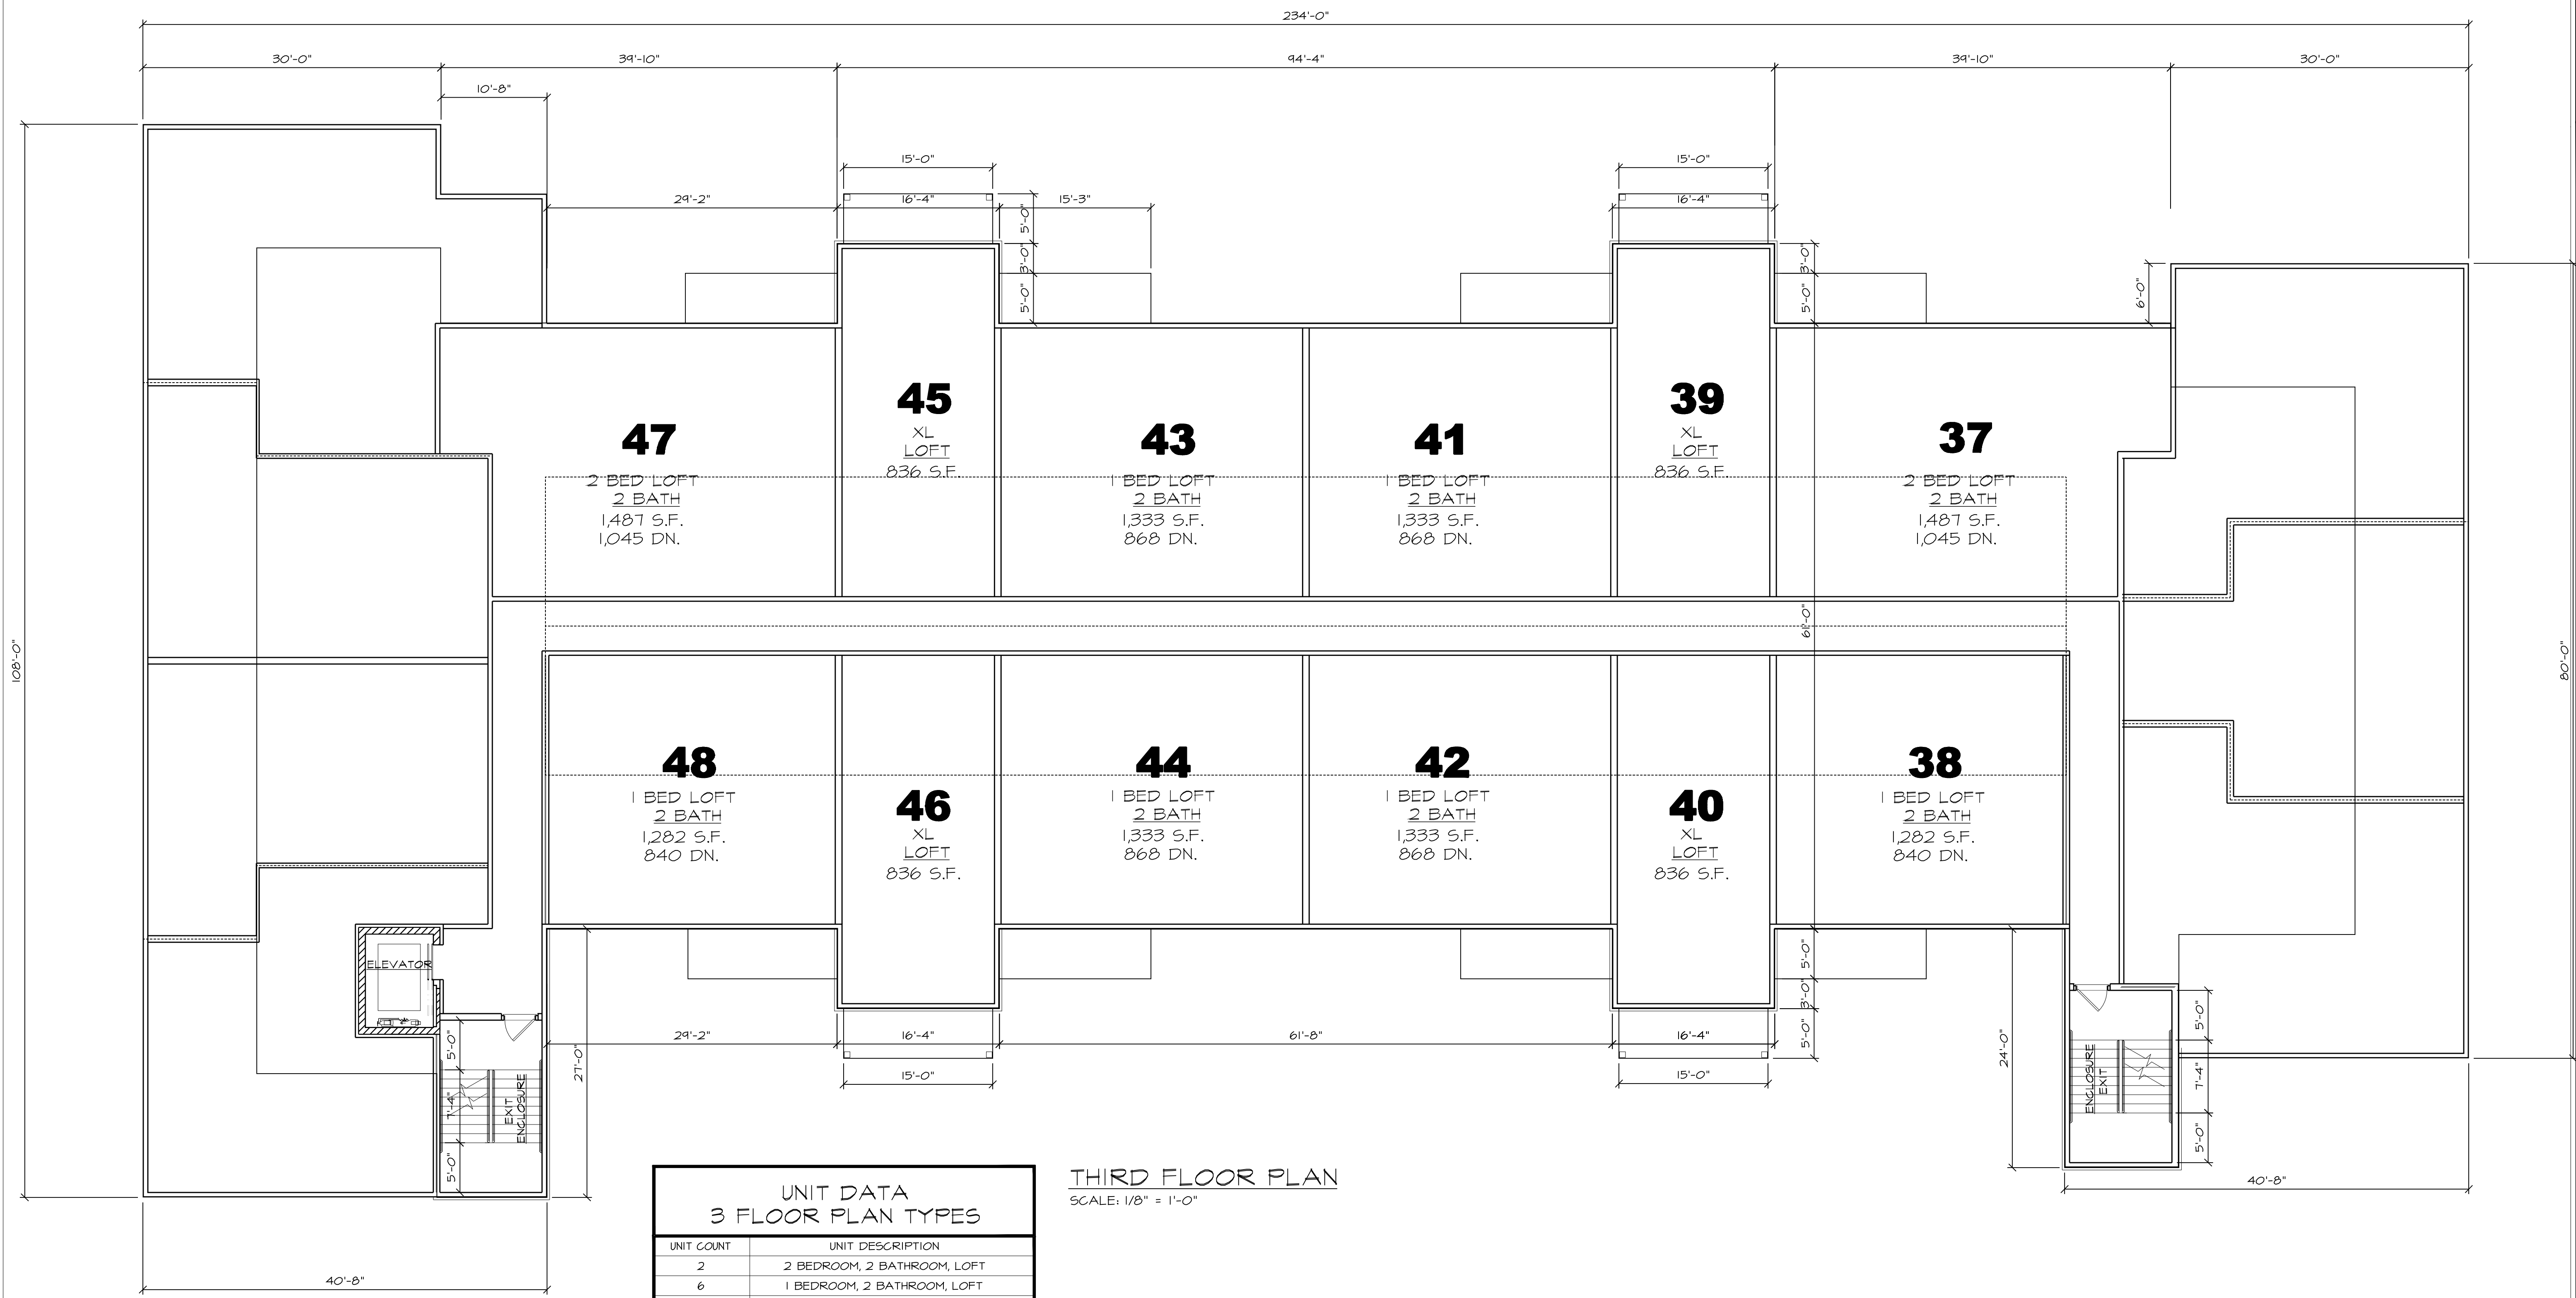 234'-0"
30'-0"
39'-10"
94'-4"
39'-10"
30'-0"
10'-8"
15'-0"
15'-0"
29'-2"
16'-4"
15'-3"
16'-4"
5'-0"
3'-0"
5'-0"
3'-0"
5'-0"
6'-0"
108'-0"
80'-0"
61'-0"
47
2 BED LOFT
2 BATH
1,487 S.F.
1,045 DN.
45
XL
LOFT
836 S.F.
43
1 BED LOFT
2 BATH
1,333 S.F.
868 DN.
41
1 BED LOFT
2 BATH
1,333 S.F.
868 DN.
39
XL
LOFT
836 S.F.
37
2 BED LOFT
2 BATH
1,487 S.F.
1,045 DN.
48
1 BED LOFT
2 BATH
1,282 S.F.
840 DN.
46
XL
LOFT
836 S.F.
44
1 BED LOFT
2 BATH
1,333 S.F.
868 DN.
42
1 BED LOFT
2 BATH
1,333 S.F.
868 DN.
40
XL
LOFT
836 S.F.
38
1 BED LOFT
2 BATH
1,282 S.F.
840 DN.
ELEVATOR
5'-0"
7'-4"
5'-0"
EXIT
ENCLOSURE
27'-0"
29'-2"
16'-4"
61'-8"
16'-4"
15'-0"
15'-0"
5'-0"
3'-0"
5'-0"
24'-0"
ENCLOSURE
EXIT
5'-0"
7'-4"
5'-0"
40'-8"
40'-8"
THIRD FLOOR PLAN
SCALE: 1/8" = 1'-0"
UNIT DATA
3 FLOOR PLAN TYPES
UNIT COUNT UNIT DESCRIPTION
2 2 BEDROOM, 2 BATHROOM, LOFT
6 1 BEDROOM, 2 BATHROOM, LOFT